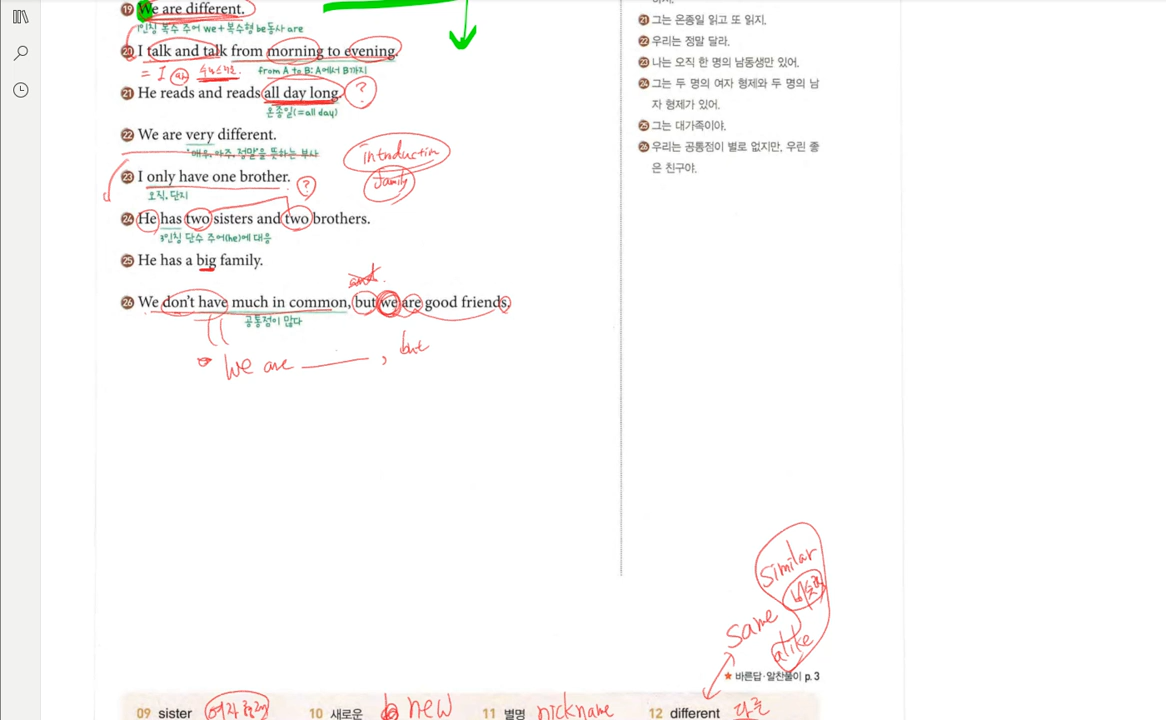 ⑲ We are different.
1인칭 복수 주어 we + 복수형 be동사 are
⑳ I talk and talk from morning to evening.
= I am 수다스러운.
from A to B: A에서 B까지
㉑ He reads and reads all day long. ?
온종일(=all day)
㉒ We are very different.
'매우, 아주, 정말'을 뜻하는 부사
introduction
family
㉓ I only have one brother. ?
오직, 단지
㉔ He has two sisters and two brothers.
3인칭 단수 주어(he)에 대응
㉕ He has a big family.
and.
㉖ We don't have much in common, but we are good friends.
공통점이 많다
We are ______, but
㉑ 그는 온종일 읽고 또 읽지.
㉒ 우리는 정말 달라.
㉓ 나는 오직 한 명의 남동생만 있어.
㉔ 그는 두 명의 여자 형제와 두 명의 남
자 형제가 있어.
㉕ 그는 대가족이야.
㉖ 우리는 공통점이 별로 없지만, 우린 좋
은 친구야.
similar
비슷한
same
alike
★ 바른답·알찬풀이 p.3
09 sister 여자 형제
10 새로운 new
11 별명 nickname
12 different 다른